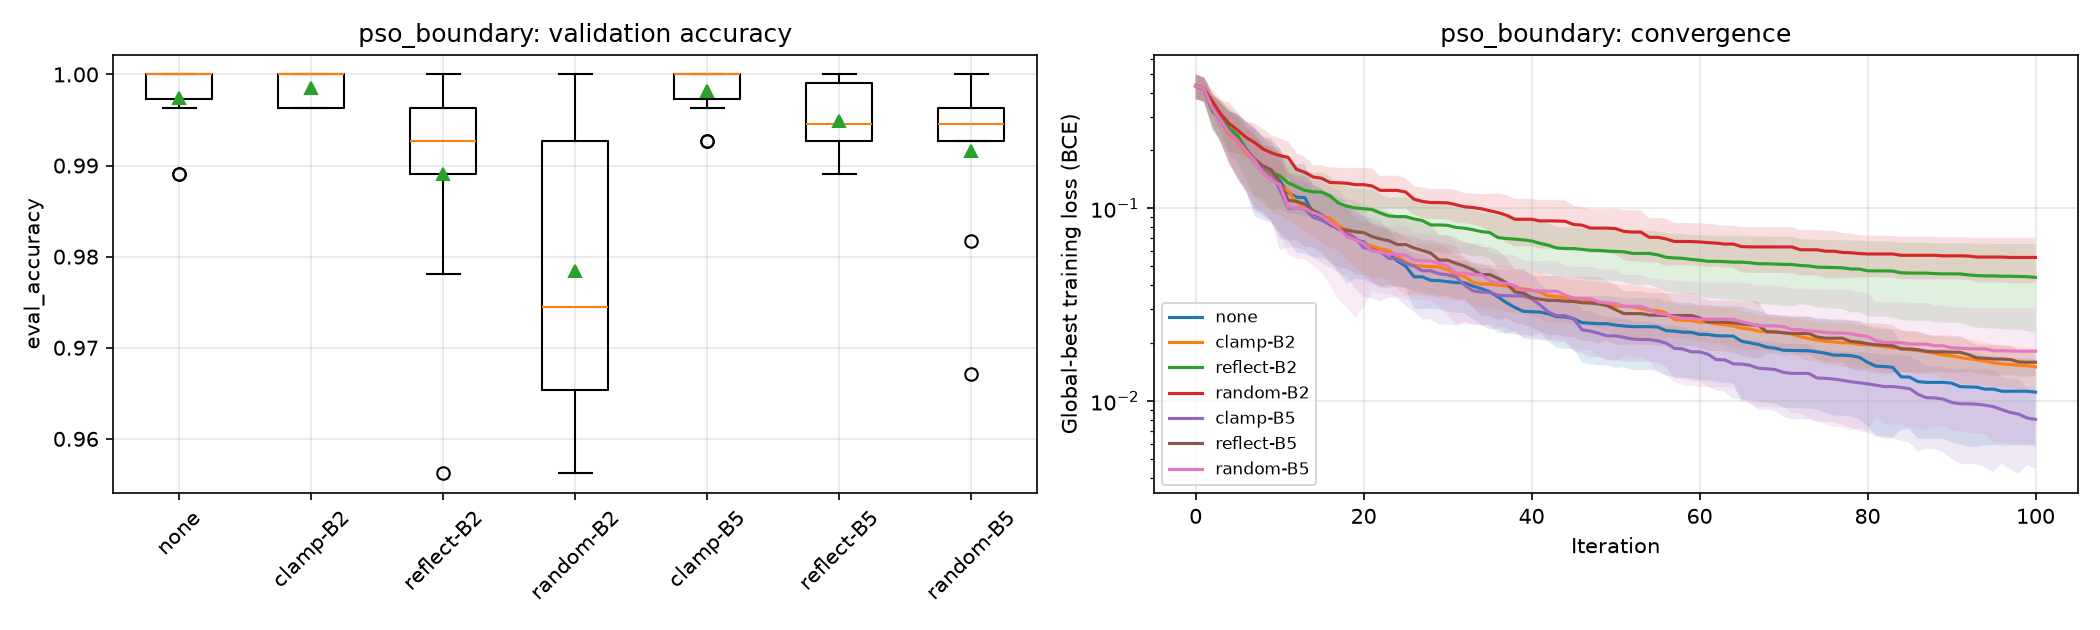 pso_boundary: validation accuracy
eval_accuracy
1.00
0.99
0.98
0.97
0.96
none
clamp-B2
reflect-B2
random-B2
clamp-B5
reflect-B5
random-B5
pso_boundary: convergence
Global-best training loss (BCE)
10⁻¹
10⁻²
none
clamp-B2
reflect-B2
random-B2
clamp-B5
reflect-B5
random-B5
0 20 40 60 80 100
Iteration